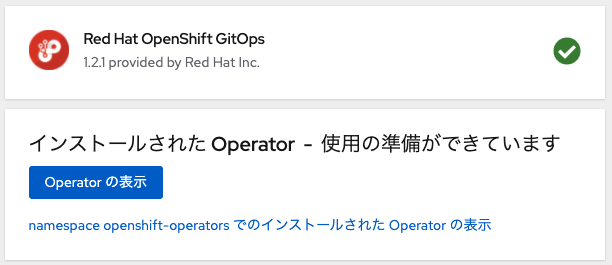 Red Hat OpenShift GitOps
1.2.1 provided by Red Hat Inc.
インストールされた Operator - 使用の準備ができています
Operator の表示
namespace openshift-operators でのインストールされた Operator の表示